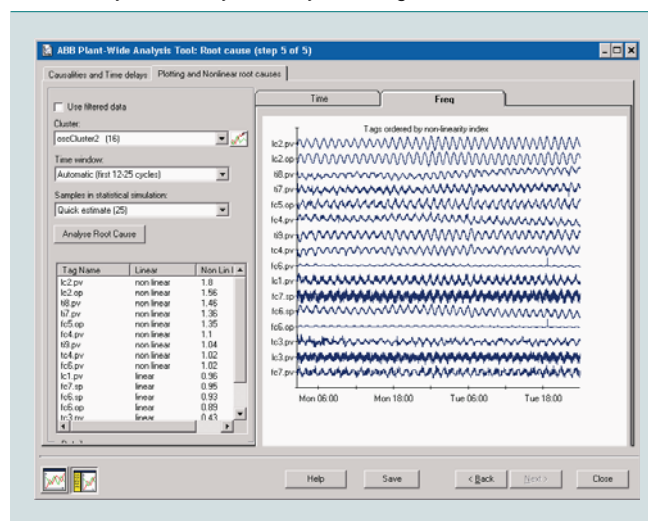 ABB Plant-Wide Analysis Tool: Root cause (step 5 of 5)
Causalities and Time delays Plotting and Nonlinear root causes
Use filtered data
Cluster:
oscCluster2 (16)
Time window:
Automatic (first 12-25 cycles)
Samples in statistical simulation:
Quick estimate (25)
Analyse Root Cause
Tag Name Linear Non Lin I
lc2.pv non linear 1.8
lc2.op non linear 1.56
ti8.pv non linear 1.46
ti7.pv non linear 1.36
fc5.op non linear 1.35
fc4.pv non linear 1.1
ti9.pv non linear 1.04
tc4.pv non linear 1.02
fc6.pv non linear 1.02
lc1.pv linear 0.96
fc7.sp linear 0.95
fc6.sp linear 0.93
fc6.op linear 0.89
tc3.pv linear 0.43
Time Freq
Tags ordered by non-linearity index
lc2.pv
lc2.op
ti8.pv
ti7.pv
fc5.op
fc4.pv
ti9.pv
tc4.pv
fc6.pv
lc1.pv
fc7.sp
fc6.sp
fc6.op
tc3.pv
lc3.pv
fc7.pv
Mon 06:00 Mon 18:00 Tue 06:00 Tue 18:00
Help Save < Back Next > Close